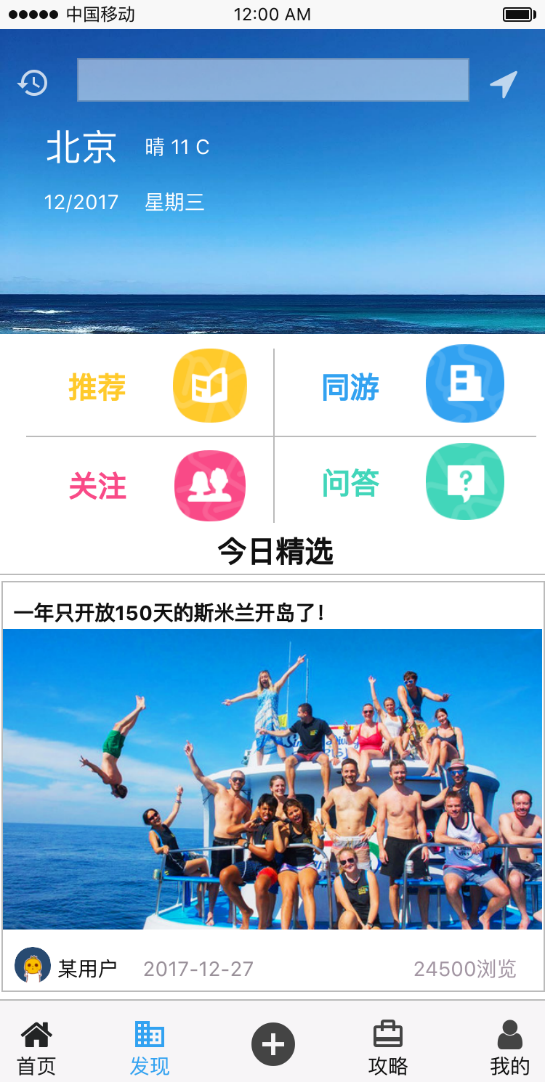 中国移动 12:00 AM
北京 晴 11 C
12/2017 星期三
推荐 同游
关注 问答
今日精选
一年只开放150天的斯米兰开岛了!
某用户 2017-12-27 24500浏览
首页 发现 攻略 我的